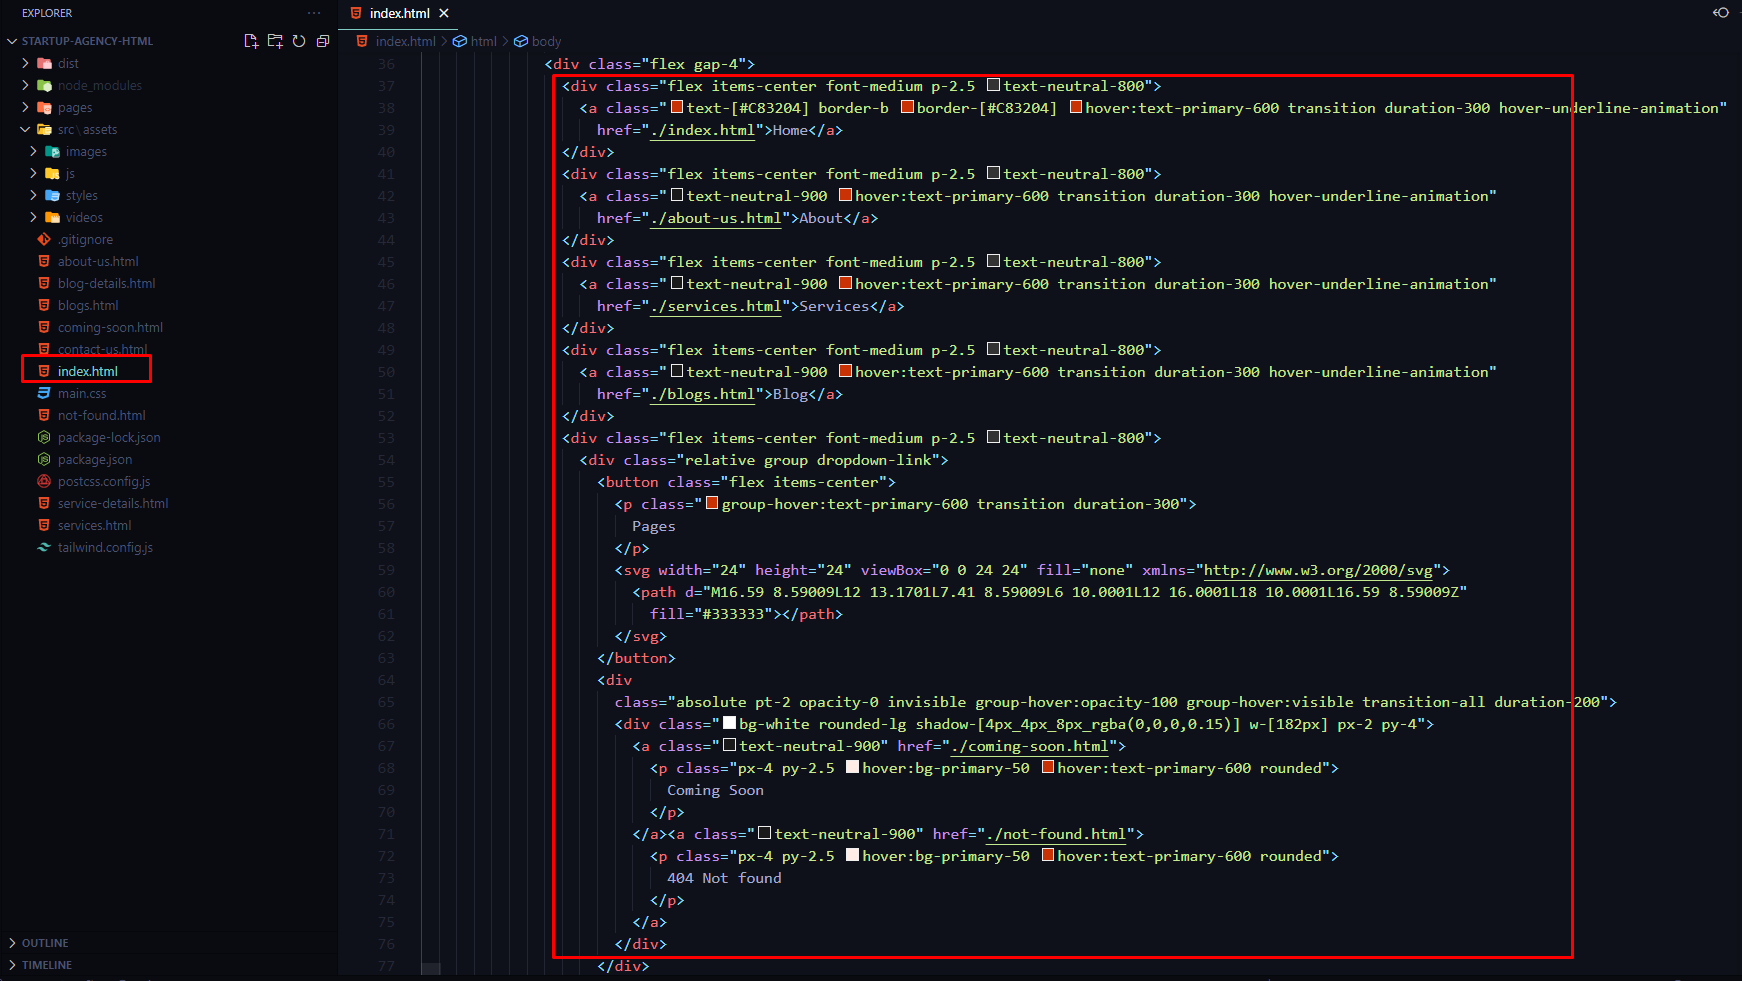 EXPLORER
index.html
STARTUP-AGENCY-HTML
index.html > html > body
dist
node_modules
pages
src\assets
images
js
styles
videos
.gitignore
about-us.html
blog-details.html
blogs.html
coming-soon.html
contact-us.html
index.html
main.css
not-found.html
package-lock.json
package.json
postcss.config.js
service-details.html
services.html
tailwind.config.js
OUTLINE
TIMELINE
36 <div class="flex gap-4">
37 <div class="flex items-center font-medium p-2.5 text-neutral-800">
38 <a class="text-[#C83204] border-b border-[#C83204] hover:text-primary-600 transition duration-300 hover-underline-animation"
39 href="./index.html">Home</a>
40 </div>
41 <div class="flex items-center font-medium p-2.5 text-neutral-800">
42 <a class="text-neutral-900 hover:text-primary-600 transition duration-300 hover-underline-animation"
43 href="./about-us.html">About</a>
44 </div>
45 <div class="flex items-center font-medium p-2.5 text-neutral-800">
46 <a class="text-neutral-900 hover:text-primary-600 transition duration-300 hover-underline-animation"
47 href="./services.html">Services</a>
48 </div>
49 <div class="flex items-center font-medium p-2.5 text-neutral-800">
50 <a class="text-neutral-900 hover:text-primary-600 transition duration-300 hover-underline-animation"
51 href="./blogs.html">Blog</a>
52 </div>
53 <div class="flex items-center font-medium p-2.5 text-neutral-800">
54 <div class="relative group dropdown-link">
55 <button class="flex items-center">
56 <p class="group-hover:text-primary-600 transition duration-300">
57 Pages
58 </p>
59 <svg width="24" height="24" viewBox="0 0 24 24" fill="none" xmlns="http://www.w3.org/2000/svg">
60 <path d="M16.59 8.59009L12 13.1701L7.41 8.59009L6 10.0001L12 16.0001L18 10.0001L16.59 8.59009Z"
61 fill="#333333"></path>
62 </svg>
63 </button>
64 <div
65 class="absolute pt-2 opacity-0 invisible group-hover:opacity-100 group-hover:visible transition-all duration-200">
66 <div class="bg-white rounded-lg shadow-[4px_4px_8px_rgba(0,0,0,0.15)] w-[182px] px-2 py-4">
67 <a class="text-neutral-900" href="./coming-soon.html">
68 <p class="px-4 py-2.5 hover:bg-primary-50 hover:text-primary-600 rounded">
69 Coming Soon
70 </p>
71 </a><a class="text-neutral-900" href="./not-found.html">
72 <p class="px-4 py-2.5 hover:bg-primary-50 hover:text-primary-600 rounded">
73 404 Not found
74 </p>
75 </a>
76 </div>
77 </div>